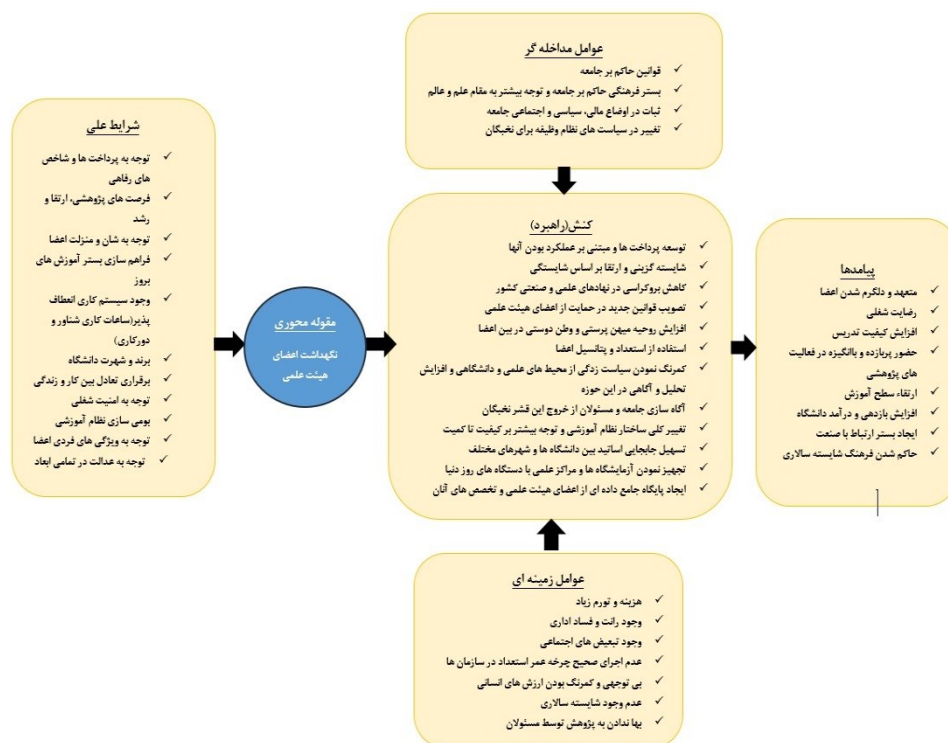 عوامل مداخله گر
قوانین حاکم بر جامعه
بستر فرهنگی حاکم بر جامعه و توجه بیشتر به مقام علم و عالم
ثبات در اوضاع مالی، سیاسی و اجتماعی جامعه
تغییر در سیاست های نظام وظیفه برای نخبگان
شرایط علی
توجه به پرداخت ها و شاخص
های رفاهی
فرصت های پژوهشی، ارتقا و
رشد
توجه به شان و منزلت اعضا
فراهم سازی بستر آموزش های
بروز
وجود سیستم کاری انعطاف
پذیر(ساعات کاری شناور و
دورکاری)
برند و شهرت دانشگاه
برقراری تعادل بین کار و زندگی
توجه به امنیت شغلی
بومی سازی نظام آموزشی
توجه به ویژگی های فردی اعضا
توجه به عدالت در تمامی ابعاد
مقوله محوری
نگهداشت اعضای
هیئت علمی
کنش(راهبرد)
توسعه پرداخت ها و مبتنی بر عملکرد بودن آنها
شایسته گزینی و ارتقا بر اساس شایستگی
کاهش بروکراسی در نهادهای علمی و صنعتی کشور
تصویب قوانین جدید در حمایت از اعضای هیئت علمی
افزایش روحیه میهن پرستی و وطن دوستی در بین اعضا
استفاده از استعداد و پتانسیل اعضا
کمرنگ نمودن سیاست زدگی از محیط های علمی و دانشگاهی و افزایش
تحلیل و آگاهی در این حوزه
آگاه سازی جامعه و مسئولان از خروج این قشر نخبگان
تغییر کلی ساختار نظام آموزشی و توجه بیشتر بر کیفیت تا کمیت
تسهیل جابجایی اساتید بین دانشگاه ها و شهرهای مختلف
تجهیز نمودن آزمایشگاه ها و مراکز علمی با دستگاه های روز دنیا
ایجاد پایگاه جامع داده ای از اعضای هیئت علمی و تخصص های آنان
پیامدها
متعهد و دلگرم شدن اعضا
رضایت شغلی
افزایش کیفیت تدریس
حضور پربازده و باانگیزه در فعالیت
های پژوهشی
ارتقاء سطح آموزش
افزایش بازدهی و درآمد دانشگاه
ایجاد بستر ارتباط با صنعت
حاکم شدن فرهنگ شایسته سالاری
عوامل زمینه ای
هزینه و تورم زیاد
وجود رانت و فساد اداری
وجود تبعیض های اجتماعی
عدم اجرای صحیح چرخه عمر استعداد در سازمان ها
بی توجهی و کمرنگ بودن ارزش های انسانی
عدم وجود شایسته سالاری
بها ندادن به پژوهش توسط مسئولان